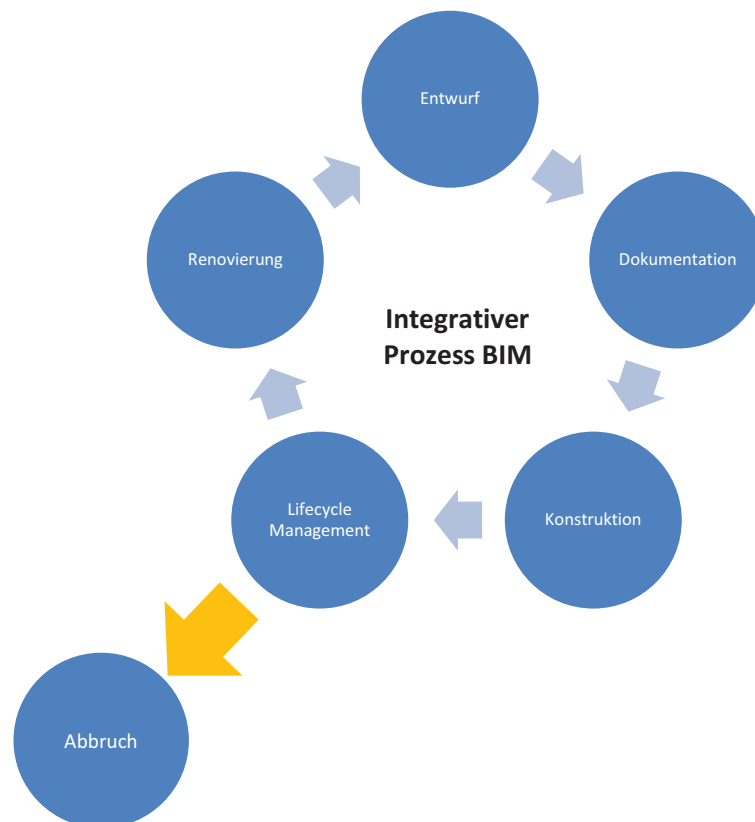 Entwurf
Renovierung
Dokumentation
Integrativer
Prozess BIM
Lifecycle
Management
Konstruktion
Abbruch